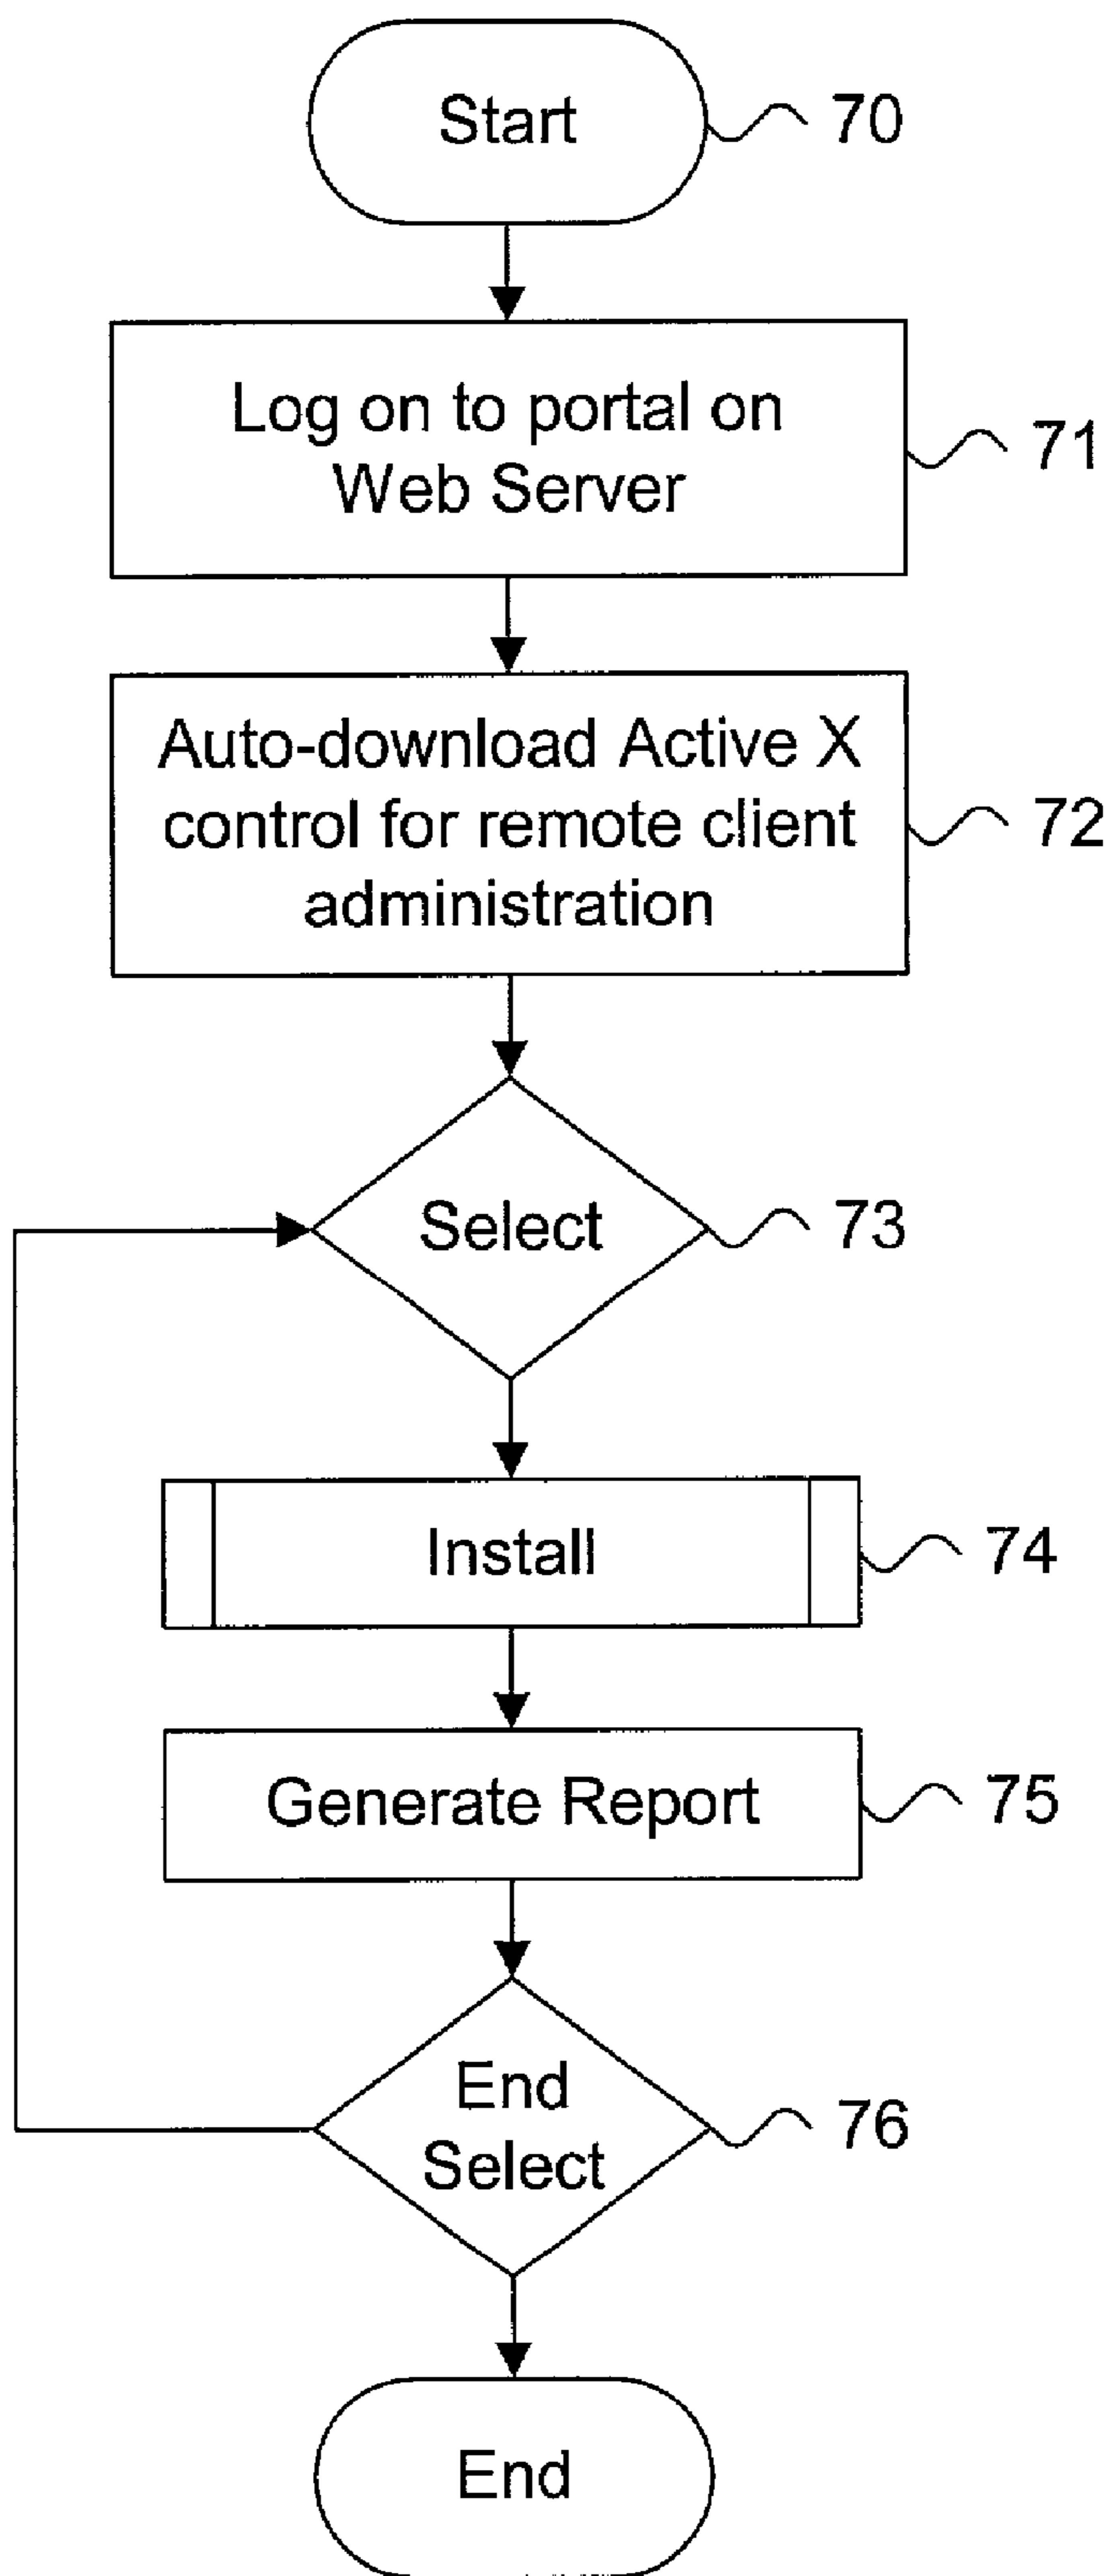 Start
70
Log on to portal on
Web Server
71
Auto-download Active X
control for remote client
administration
72
Select
73
Install
74
Generate Report
75
End
Select
76
End